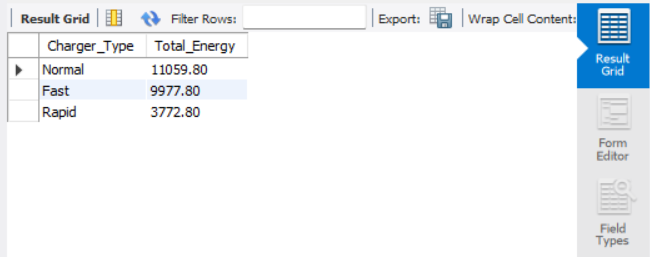 Result Grid Filter Rows: Export: Wrap Cell Content:
Charger_Type Total_Energy
Normal 11059.80
Fast 9977.80
Rapid 3772.80
Result
Grid
Form
Editor
Field
Types